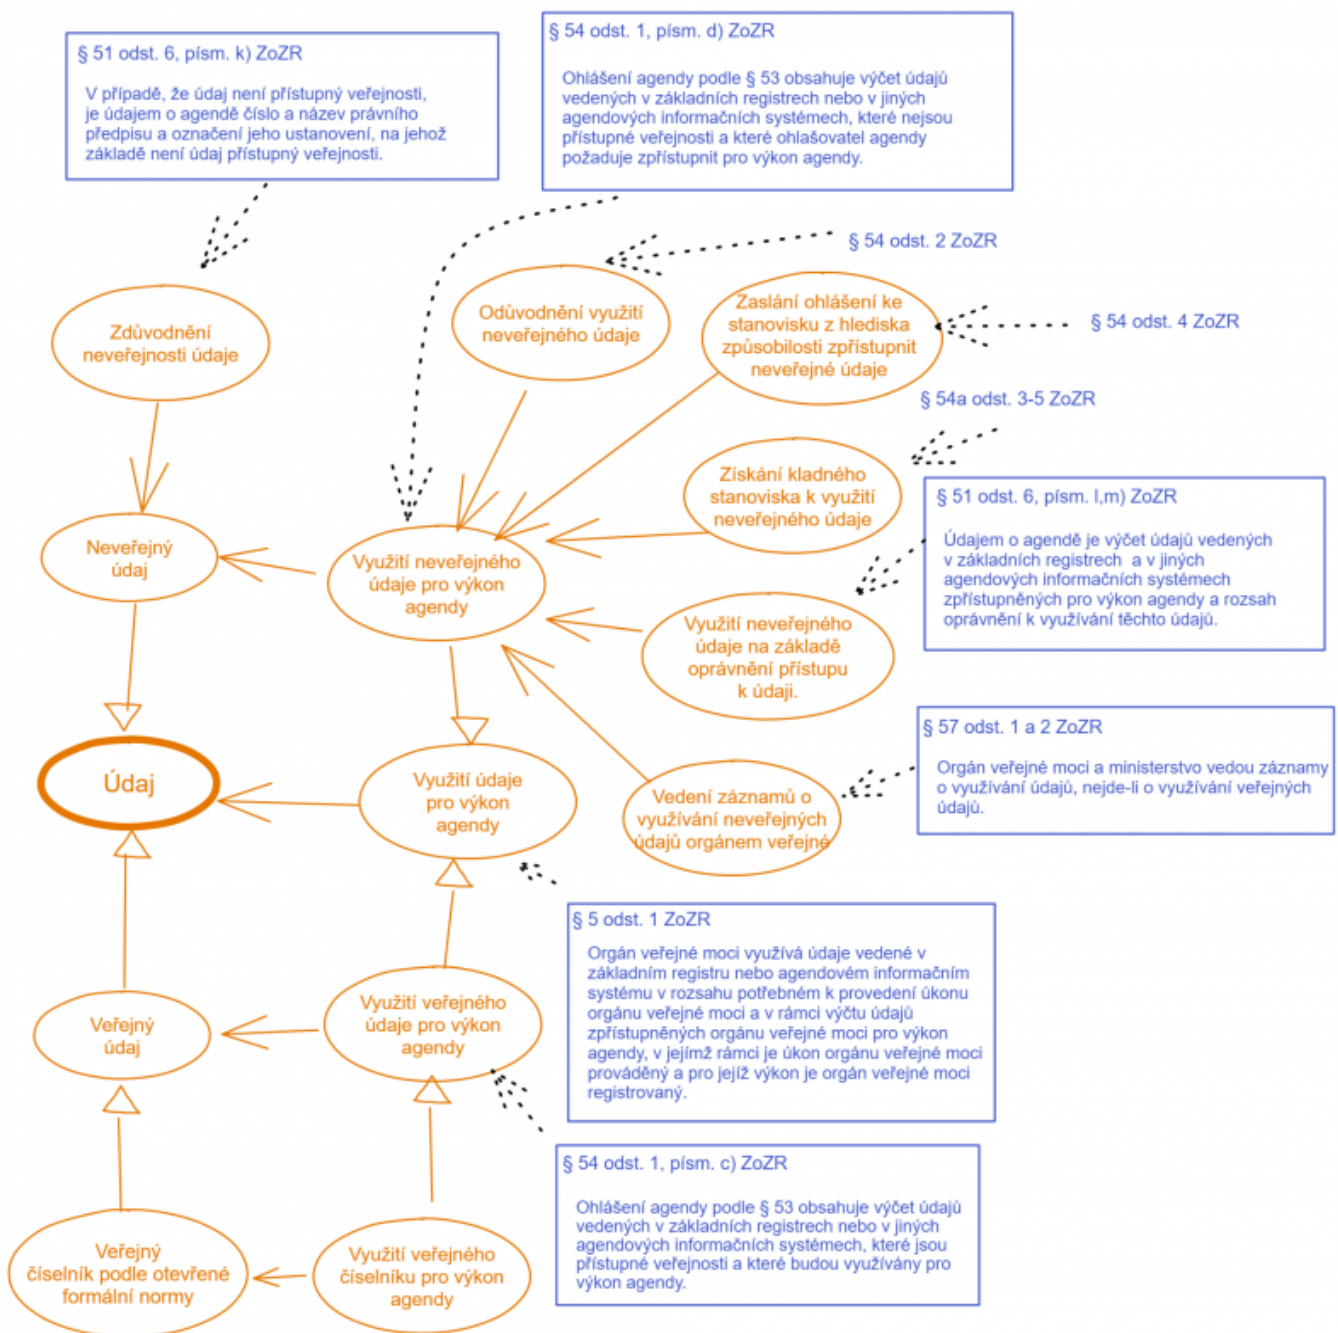 § 51 odst. 6, písm. k) ZoZR
V případě, že údaj není přístupný veřejnosti,
je údajem o agendě číslo a název právního
předpisu a označení jeho ustanovení, na jehož
základě není údaj přístupný veřejnosti.
§ 54 odst. 1, písm. d) ZoZR
Ohlášení agendy podle § 53 obsahuje výčet údajů
vedených v základních registrech nebo v jiných
agendových informačních systémech, které nejsou
přístupné veřejnosti a které ohlašovatel agendy
požaduje zpřístupnit pro výkon agendy.
§ 54 odst. 2 ZoZR
Zdůvodnění
neveřejnosti údaje
Odůvodnění využití
neveřejného údaje
Zaslání ohlášení ke
stanovisku z hlediska
způsobilosti zpřístupnit
neveřejné údaje
§ 54 odst. 4 ZoZR
§ 54a odst. 3-5 ZoZR
Získání kladného
stanoviska k využití
neveřejného údaje
§ 51 odst. 6, písm. l,m) ZoZR
Údajem o agendě je výčet údajů vedených
v základních registrech a v jiných
agendových informačních systémech
zpřístupněných pro výkon agendy a rozsah
oprávnění k využívání těchto údajů.
Neveřejný
údaj
Využití neveřejného
údaje pro výkon
agendy
Využití neveřejného
údaje na základě
oprávnění přístupu
k údaji.
§ 57 odst. 1 a 2 ZoZR
Orgán veřejné moci a ministerstvo vedou záznamy
o využívání údajů, nejde-li o využívání veřejných
údajů.
Údaj
Využití údaje
pro výkon
agendy
Vedení záznamů o
využívání neveřejných
údajů orgánem veřejné
§ 5 odst. 1 ZoZR
Orgán veřejné moci využívá údaje vedené v
základním registru nebo agendovém informačním
systému v rozsahu potřebném k provedení úkonu
orgánu veřejné moci a v rámci výčtu údajů
zpřístupněných orgánu veřejné moci pro výkon
agendy, v jejímž rámci je úkon orgánu veřejné moci
prováděný a pro jejíž výkon je orgán veřejné moci
registrovaný.
Veřejný
údaj
Využití veřejného
údaje pro výkon
agendy
§ 54 odst. 1, písm. c) ZoZR
Ohlášení agendy podle § 53 obsahuje výčet údajů
vedených v základních registrech nebo v jiných
agendových informačních systémech, které jsou
přístupné veřejnosti a které budou využívány pro
výkon agendy.
Veřejný
číselník podle otevřené
formální normy
Využití veřejného
číselníku pro výkon
agendy